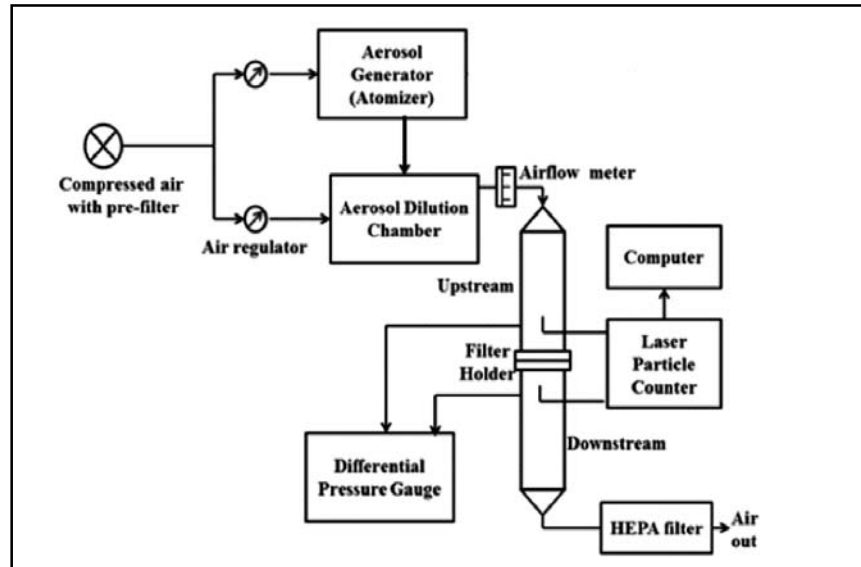 Aerosol
Generator
(Atomizer)
Compressed air
with pre-filter
Air regulator
Aerosol Dilution
Chamber
Airflow meter
Upstream
Computer
Filter
Holder
Laser
Particle
Counter
Downstream
Differential
Pressure Gauge
HEPA filter
Air
out